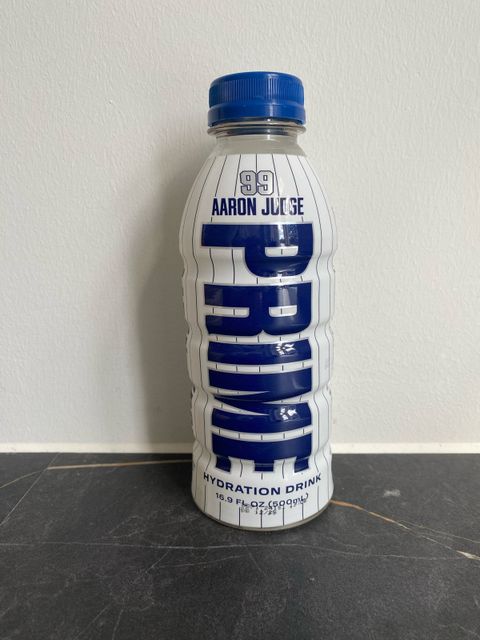 99
AARON JUDGE
PRIME
HYDRATION DRINK
16.9 FL OZ (500mL)